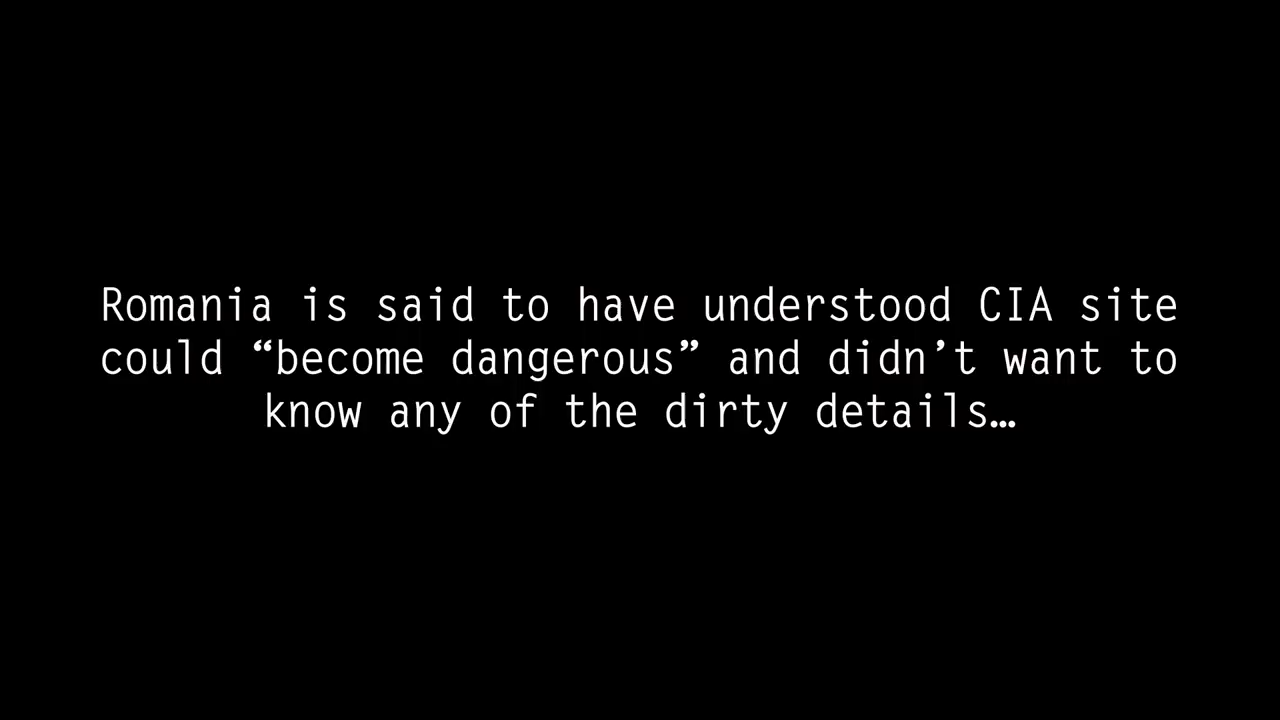 Romania is said to have understood CIA site
could “become dangerous” and didn’t want to
know any of the dirty details…